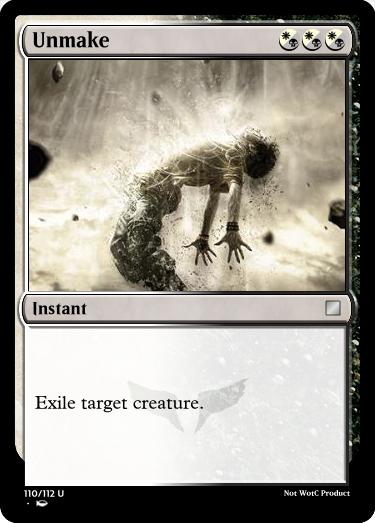 Unmake
Instant
Exile target creature.
110/112 U
Not WotC Product